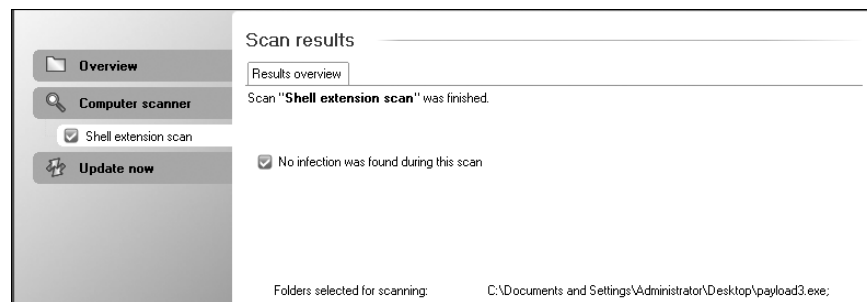 Scan results
Overview
Results overview
Computer scanner
Scan "Shell extension scan" was finished.
Shell extension scan
No infection was found during this scan
Update now
Folders selected for scanning: C:\Documents and Settings\Administrator\Desktop\payload3.exe;